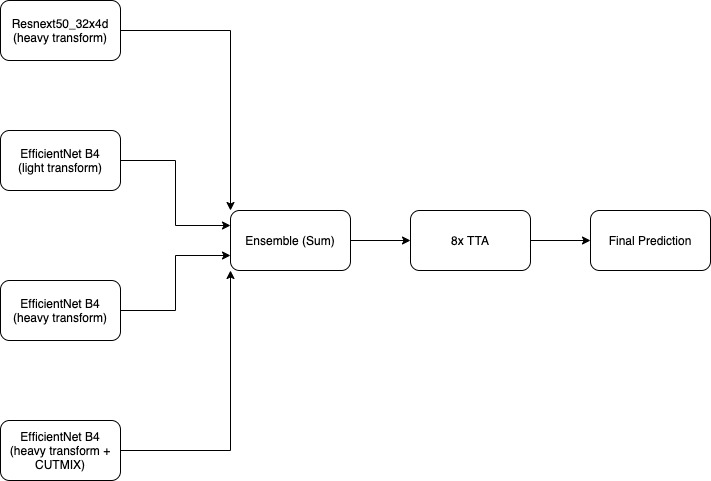 Resnext50_32x4d
(heavy transform)
EfficientNet B4
(light transform)
EfficientNet B4
(heavy transform)
EfficientNet B4
(heavy transform +
CUTMIX)
Ensemble (Sum)
8x TTA
Final Prediction